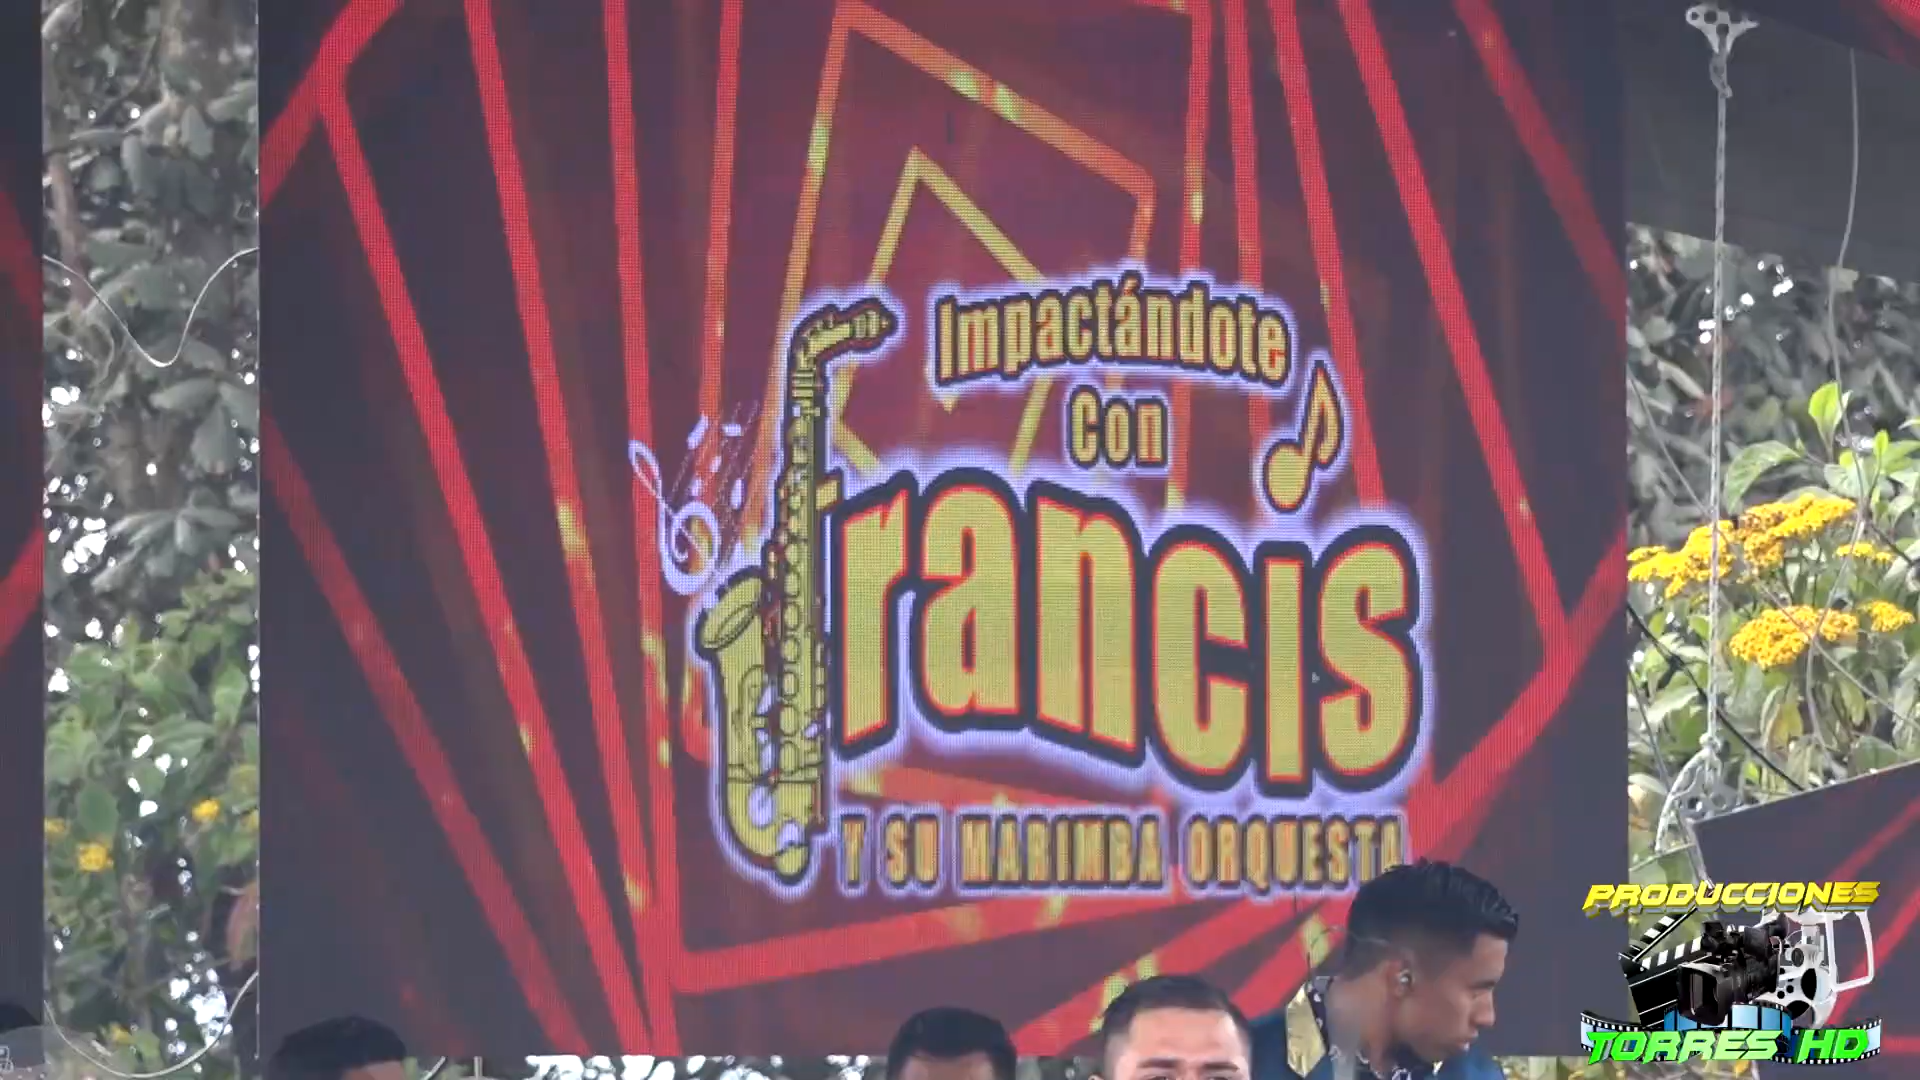 Impactándote
Con
Francis
Y SU MARIMBA ORQUESTA
PRODUCCIONES
TORRES HD